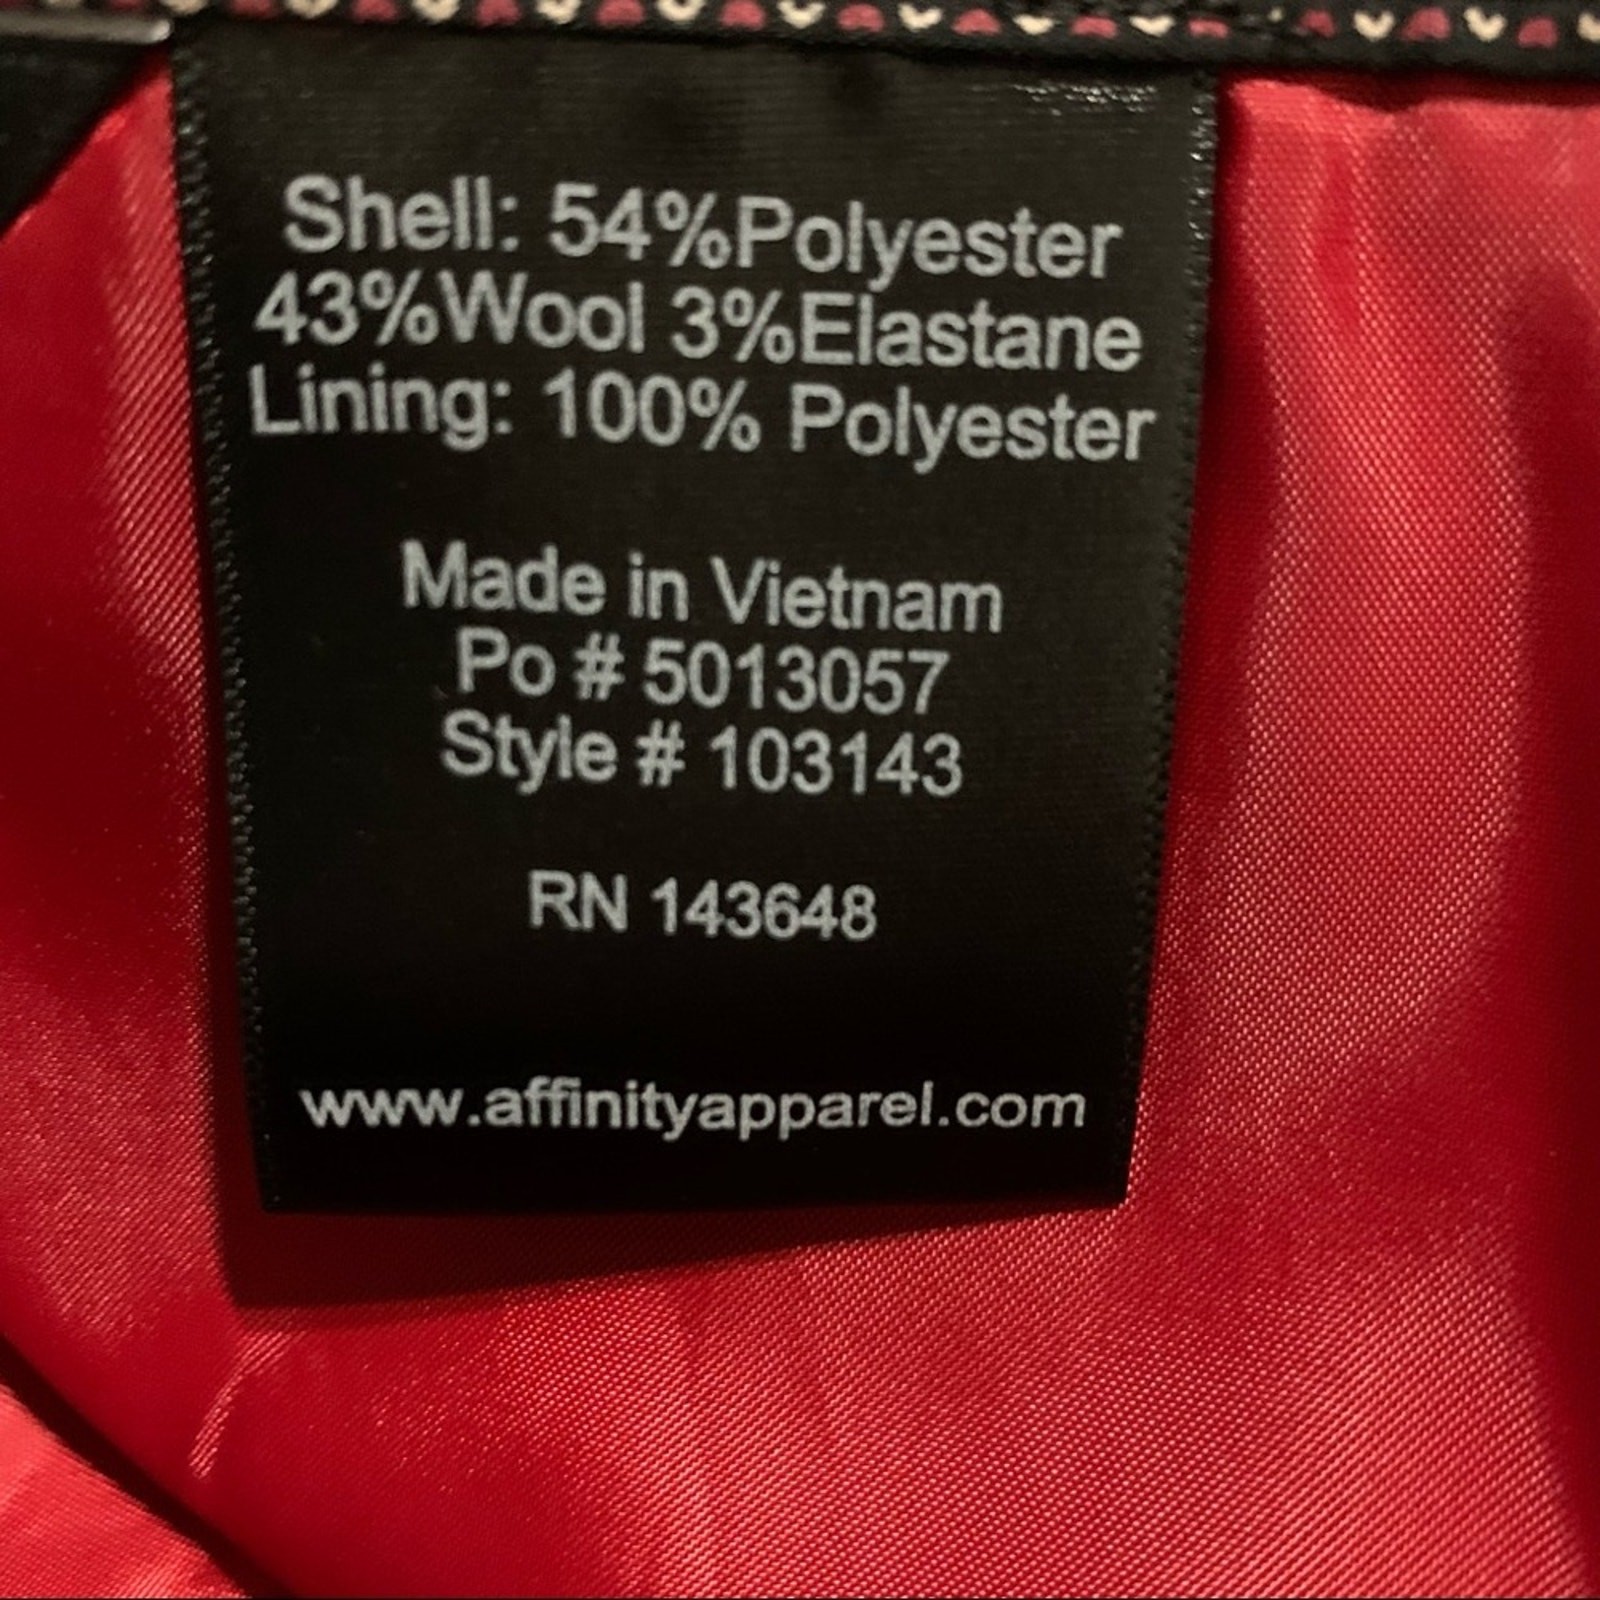 Shell: 54%Polyester
43%Wool 3%Elastane
Lining: 100% Polyester
Made in Vietnam
Po # 5013057
Style # 103143
RN 143648
www.affinityapparel.com